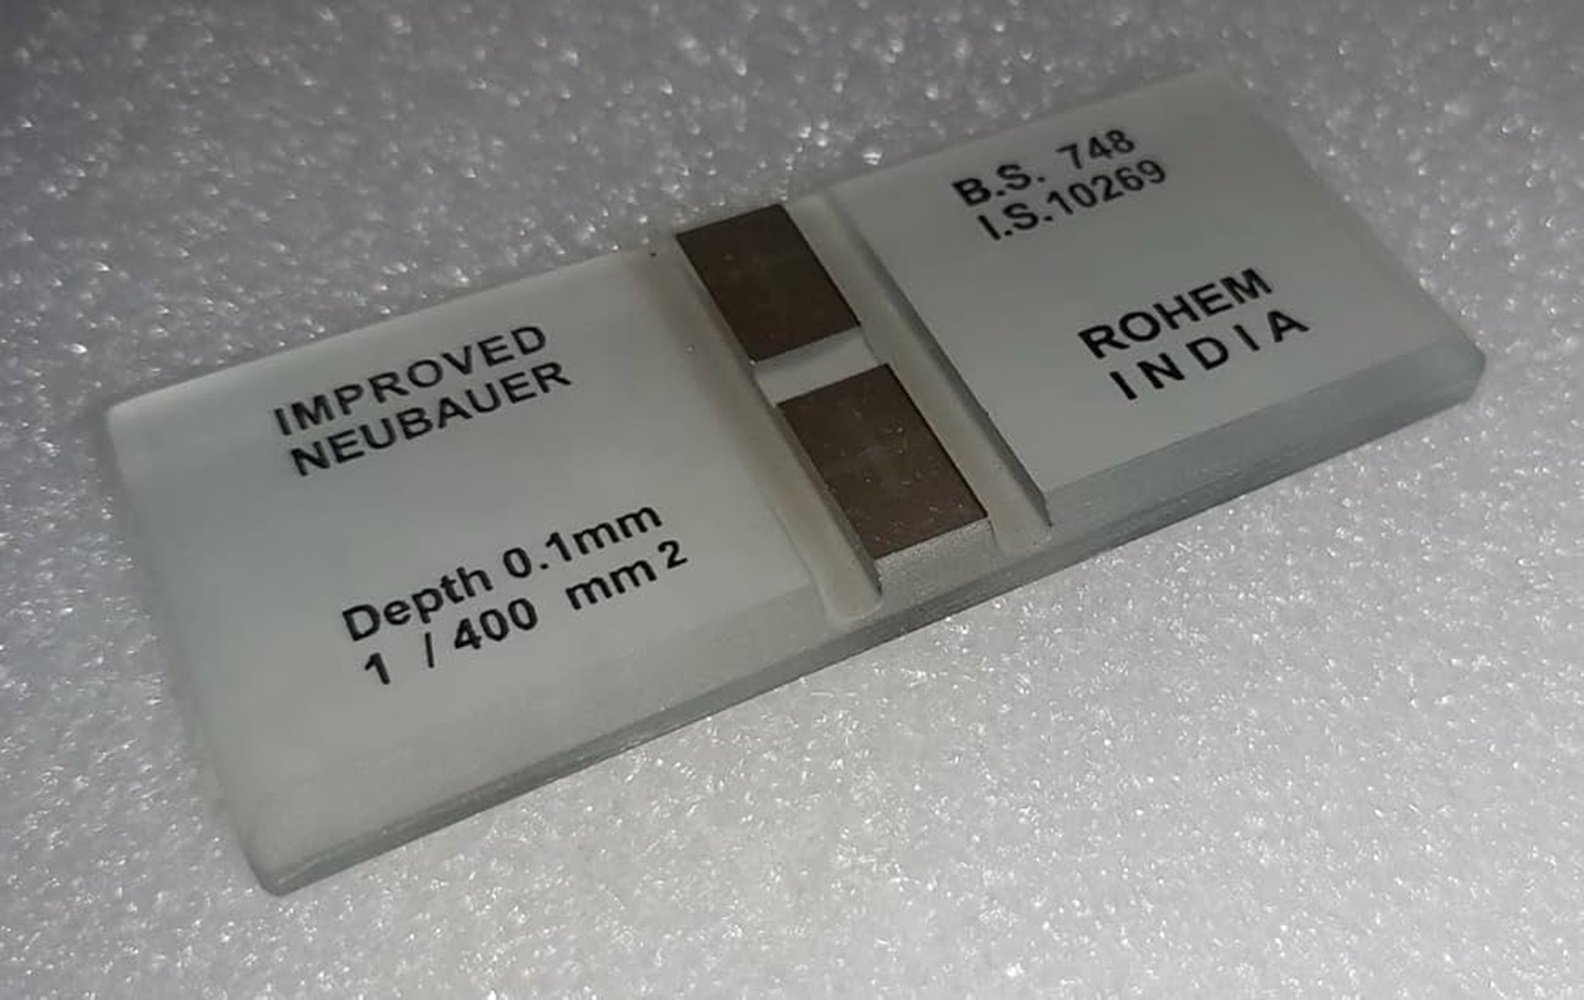 IMPROVED
NEUBAUER
Depth 0.1mm
1 / 400 mm²
B.S. 748
I.S.10269
ROHEM
INDIA